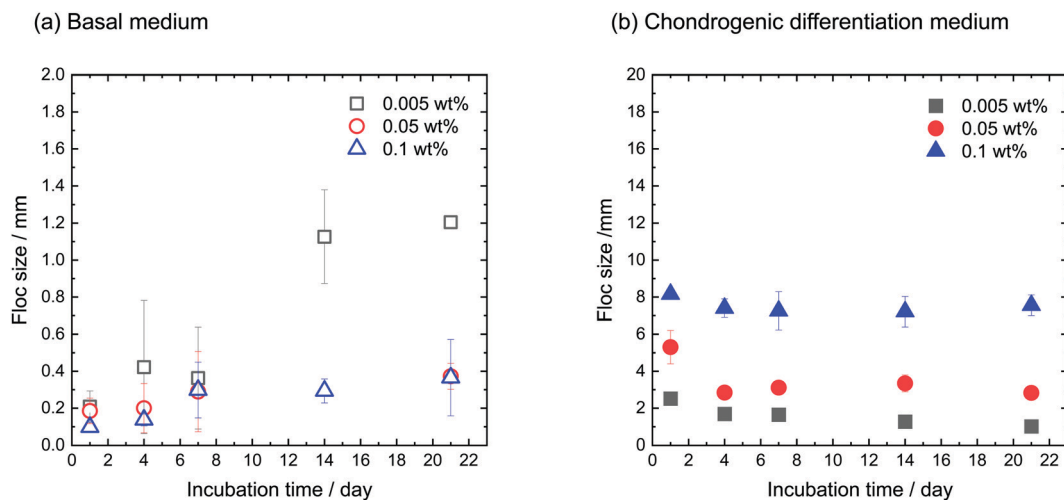 (a) Basal medium
2.0
1.8
1.6
1.4
1.2
1.0
0.8
0.6
0.4
0.2
0.0
Floc size / mm
0.005 wt%
0.05 wt%
0.1 wt%
0 2 4 6 8 10 12 14 16 18 20 22
Incubation time / day
(b) Chondrogenic differentiation medium
20
18
16
14
12
10
8
6
4
2
0
Floc size /mm
0.005 wt%
0.05 wt%
0.1 wt%
0 2 4 6 8 10 12 14 16 18 20 22
Incubation time / day